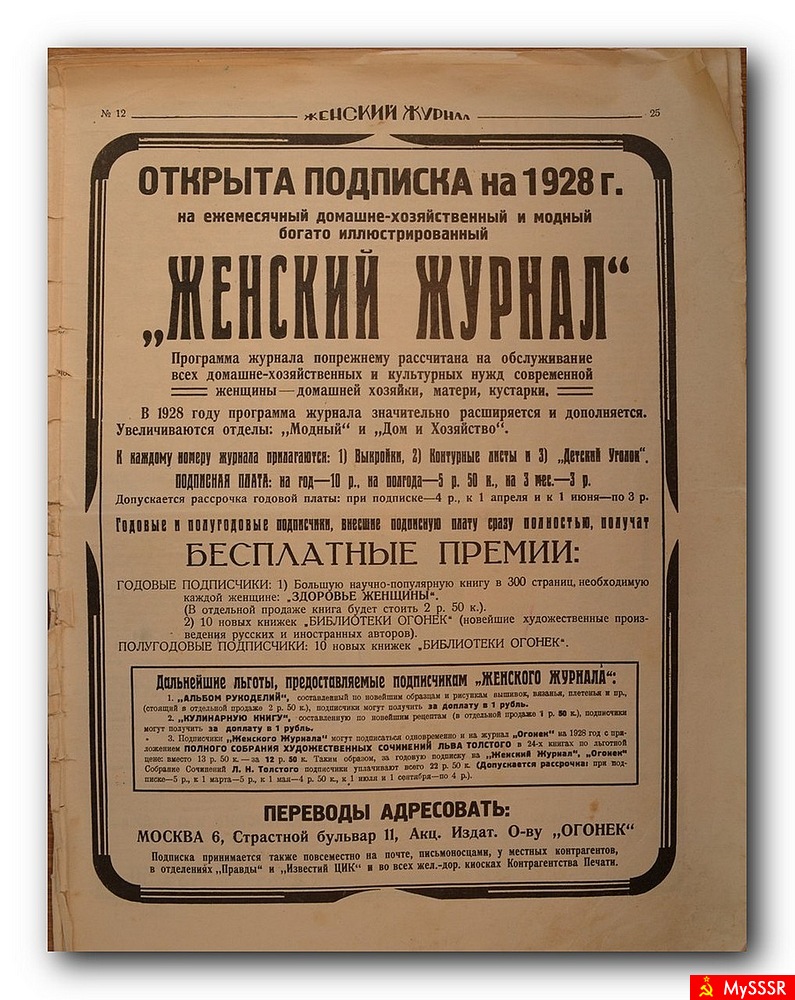 № 12 ЖЕНСКИЙ ЖУРНАЛ 25
ОТКРЫТА ПОДПИСКА на 1928 г.
на ежемесячный домашне-хозяйственный и модный
богато иллюстрированный
„ЖЕНСКИЙ ЖУРНАЛ“
Программа журнала попрежнему рассчитана на обслуживание
всех домашне-хозяйственных и культурных нужд современной
женщины—домашней хозяйки, матери, кустарки.
В 1928 году программа журнала значительно расширяется и дополняется.
Увеличиваются отделы: „Модный“ и „Дом и Хозяйство“.
К каждому номеру журнала прилагаются: 1) Выкройки, 2) Контурные листы и 3) „Детский Уголок“.
ПОДПИСНАЯ ПЛАТА: на год—10 р., на полгода—5 р. 50 к., на 3 мес.—3 р.
Допускается рассрочка годовой платы: при подписке—4 р., к 1 апреля и к 1 июня—по 3 р.
Годовые и полугодовые подписчики, внесшие подписную плату сразу полностью, получат
БЕСПЛАТНЫЕ ПРЕМИИ:
ГОДОВЫЕ ПОДПИСЧИКИ: 1) Большую научно-популярную книгу в 300 страниц, необходимую
каждой женщине: „ЗДОРОВЬЕ ЖЕНЩИНЫ“.
(В отдельной продаже книга будет стоить 2 р. 50 к.).
2) 10 новых книжек „БИБЛИОТЕКИ ОГОНЕК“ (новейшие художественные произ-
ведения русских и иностранных авторов).
ПОЛУГОДОВЫЕ ПОДПИСЧИКИ: 10 новых книжек „БИБЛИОТЕКИ ОГОНЕК“.
Дальнейшие льготы, предоставляемые подписчикам „ЖЕНСКОГО ЖУРНАЛА“:
1. „АЛЬБОМ РУКОДЕЛИЙ“, составленный по новейшим образцам и рисункам вышивок, вязанья, плетенья и пр.,
(стоящий в отдельной продаже 2 р. 50 к.), подписчики могут получить за доплату в 1 рубль.
2. „КУЛИНАРНУЮ КНИГУ“, составленную по новейшим рецептам (в отдельной продаже 1 р. 50 к.), подписчики
могут получить за доплату в 1 рубль.
3. Подписчики „Женского Журнала“ могут подписаться одновременно и на журнал „Огонек“ на 1928 год с при-
ложением ПОЛНОГО СОБРАНИЯ ХУДОЖЕСТВЕННЫХ СОЧИНЕНИЙ ЛЬВА ТОЛСТОГО в 24-х книгах по льготной
цене: вместо 13 р. 50 к.—за 12 р. 50 к. Таким образом, за годовую подписку на „Женский Журнал“, „Огонек“
Собрание Сочинений Л. Н. Толстого подписчики уплачивают всего 22 р. 50 к. (Допускается рассрочка: при под-
писке—5 р., к 1 марта—5 р., к 1 мая—4 р. 50 к., к 1 июля и 1 сентября—по 4 р.).
ПЕРЕВОДЫ АДРЕСОВАТЬ:
МОСКВА 6, Страстной бульвар 11, Акц. Издат. О-ву „ОГОНЕК“
Подписка принимается также повсеместно на почте, письмоносцами, у местных контрагентов,
в отделениях „Правды“ и „Известий ЦИК“ и во всех жел.-дор. киосках Контрагентства Печати.
MySSSR